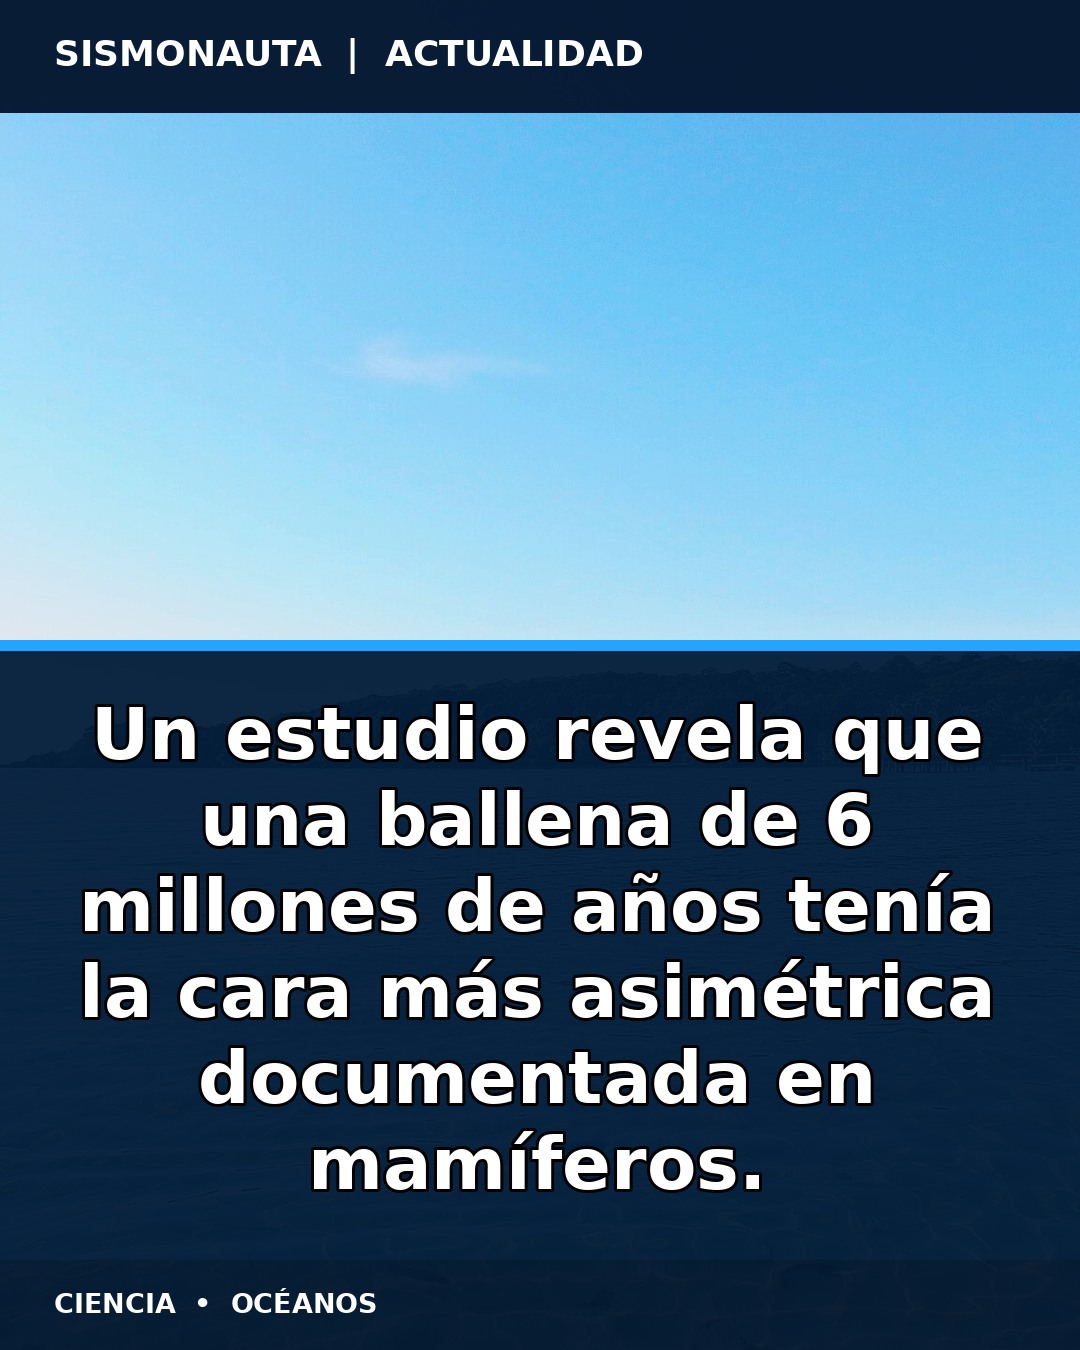 SISMONAUTA | ACTUALIDAD
Un estudio revela que
una ballena de 6
millones de años tenía
la cara más asimétrica
documentada en
mamíferos.
CIENCIA • OCÉANOS